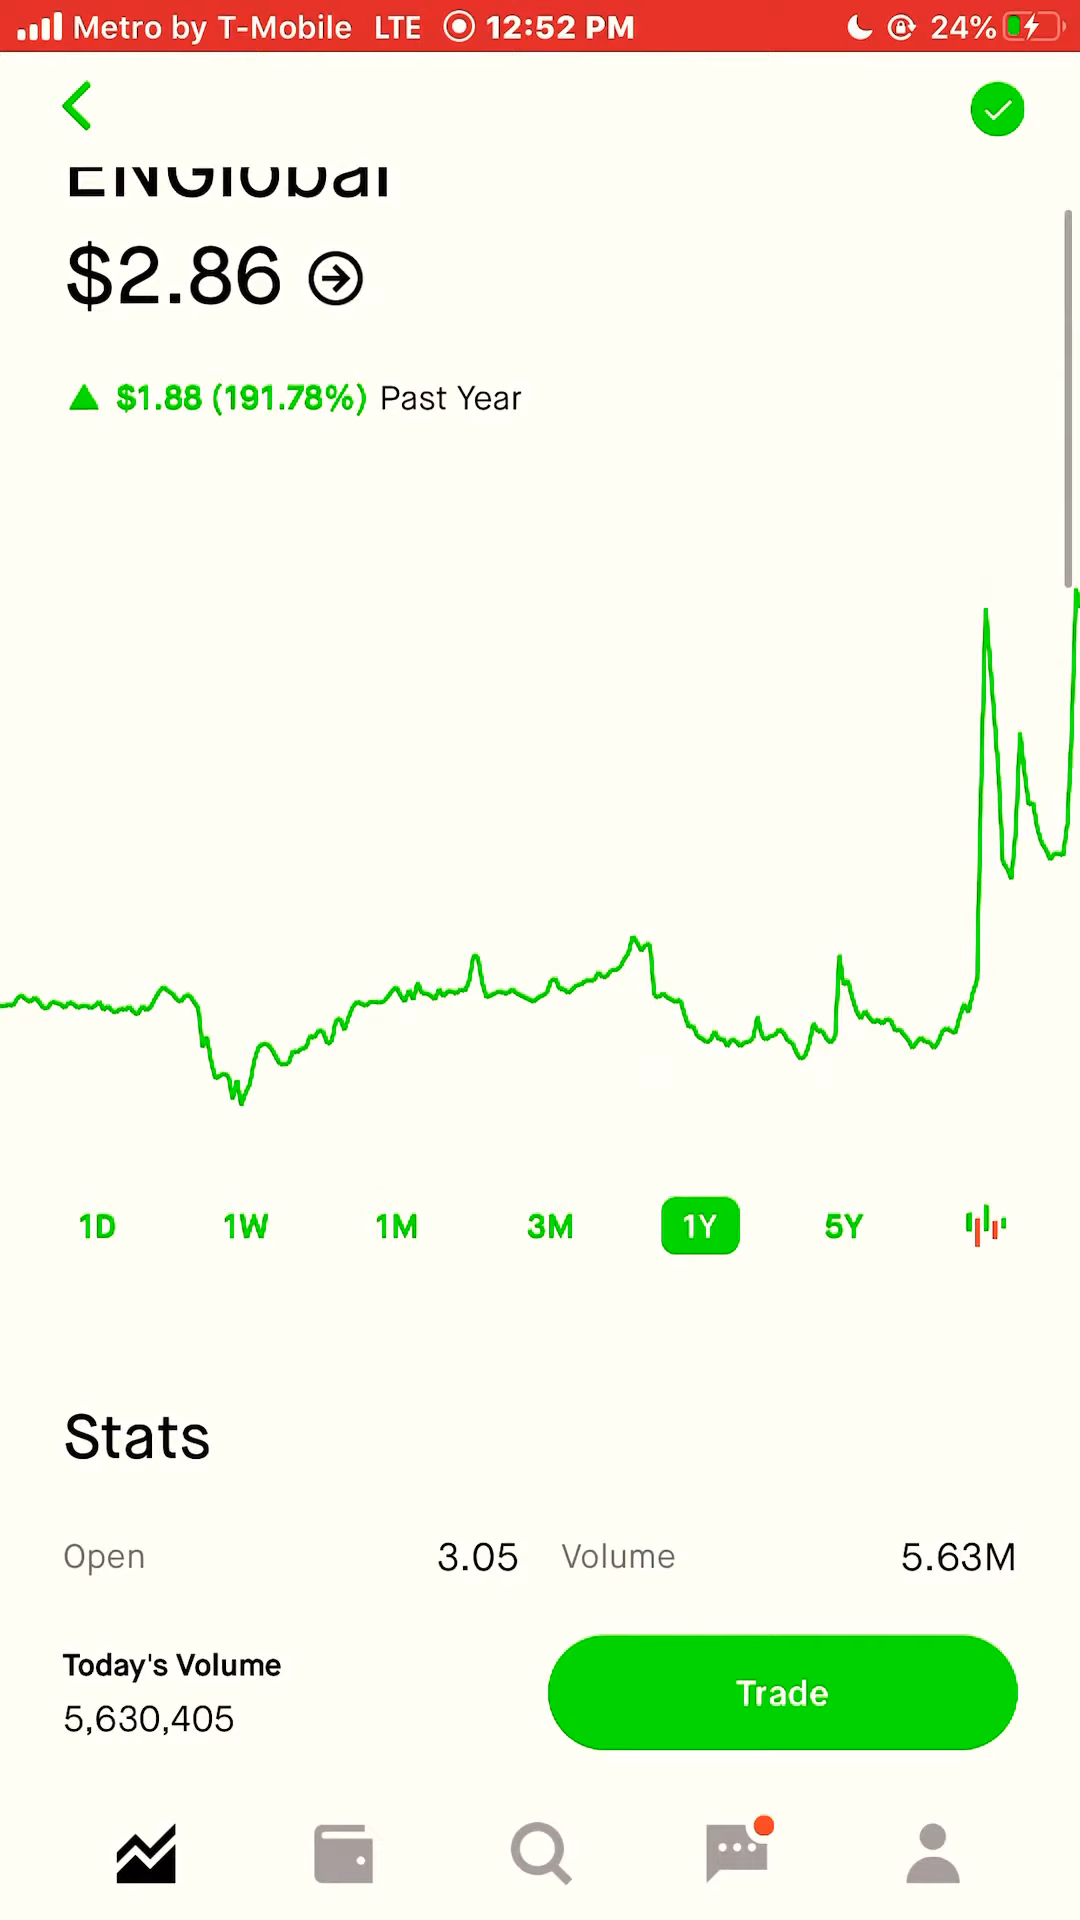 Metro by T-Mobile LTE 12:52 PM 24%
ENGlobal
$2.86
$1.88 (191.78%) Past Year
1D 1W 1M 3M 1Y 5Y
Stats
Open 3.05 Volume 5.63M
Today's Volume
5,630,405
Trade